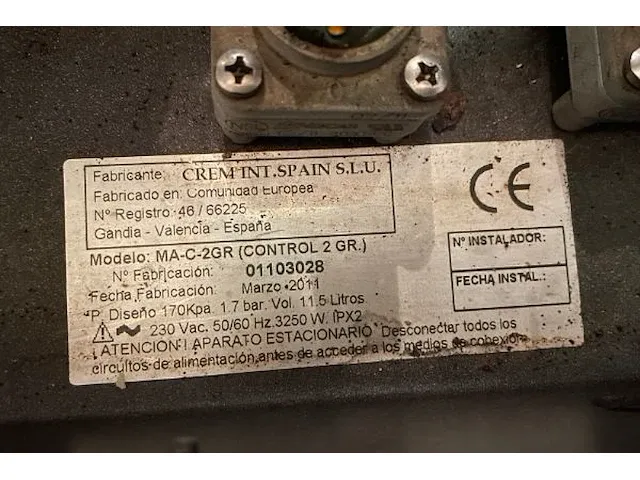 Fabricante: CREM INT.SPAIN S.L.U.
Fabricado en: Comunidad Europea
Nº Registro: 46 / 66225
Gandia - Valencia - España
CE
Nº INSTALADOR:
FECHA INSTAL.:
Modelo: MA-C-2GR (CONTROL 2 GR.)
Nº Fabricación: 01103028
Fecha Fabricación: Marzo - 2011
P. Diseño 170Kpa. 1.7 bar. Vol. 11.5 Litros
230 Vac. 50/60 Hz. 3250 W. IPX2
¡ ATENCION ! APARATO ESTACIONARIO. Desconectar todos los
circuitos de alimentación, antes de acceder a los medios de conexión